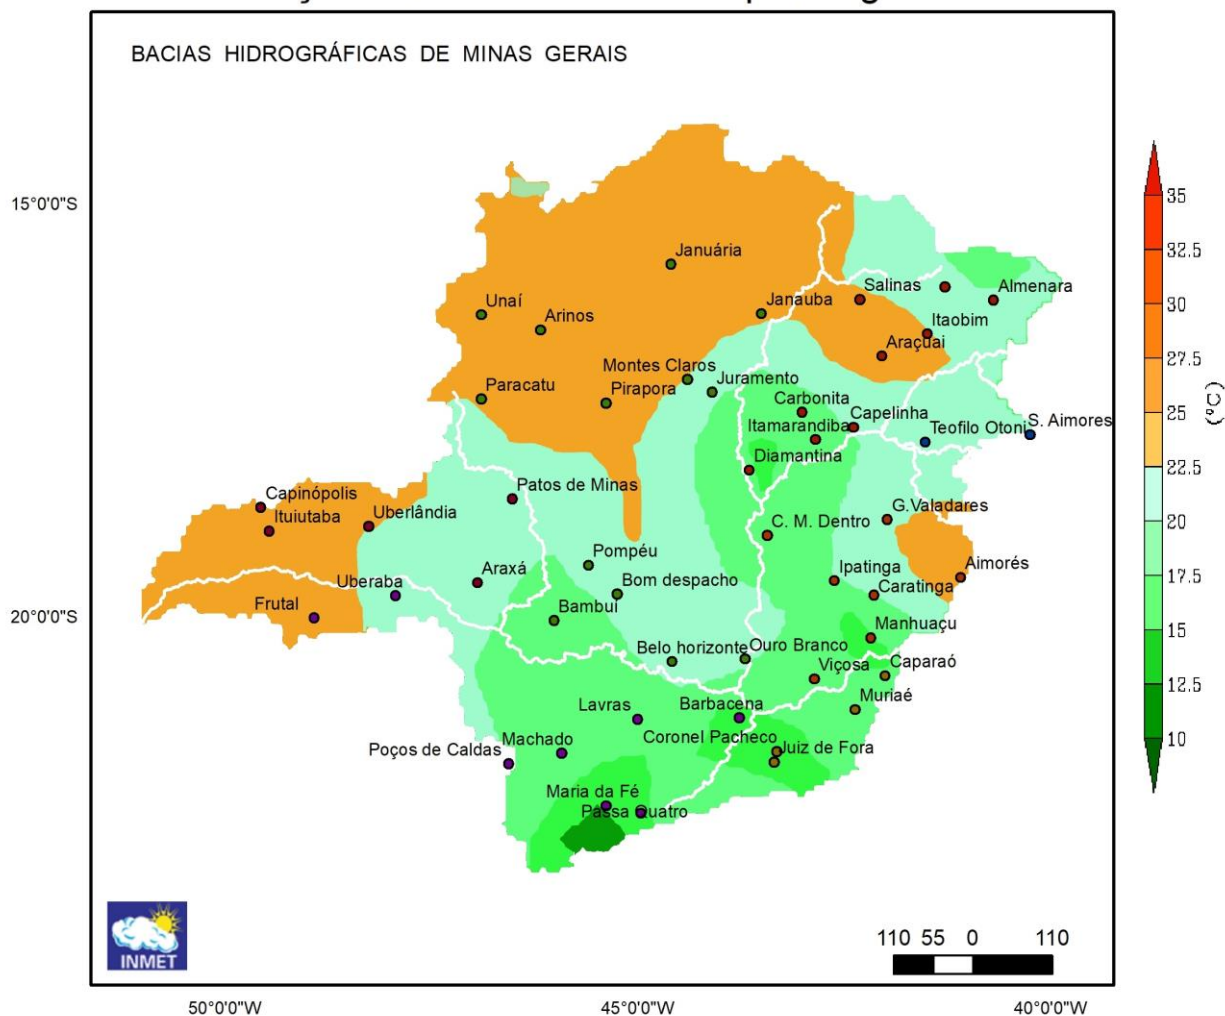 BACIAS HIDROGRÁFICAS DE MINAS GERAIS
15°0'0"S
20°0'0"S
Januária
Unaí
Arinos
Janauba
Salinas
Almenara
Itaobim
Araçuai
Montes Claros
Juramento
Paracatu
Pirapora
Carbonita
Capelinha
Itamarandiba
Teofilo Otoni
S. Aimores
Diamantina
Patos de Minas
Capinópolis
Ituiutaba
Uberlândia
C. M. Dentro
G.Valadares
Pompéu
Araxá
Uberaba
Bom despacho
Ipatinga
Aimorés
Caratinga
Frutal
Bambui
Manhuaçu
Belo horizonte
Ouro Branco
Viçosa
Caparaó
Muriaé
Lavras
Barbacena
Coronel Pacheco
Juiz de Fora
Machado
Poços de Caldas
Maria da Fé
Passa Quatro
35
32.5
30
27.5
25
22.5
20
17.5
15
12.5
10
(°C)
INMET
110 55 0 110
50°0'0"W 45°0'0"W 40°0'0"W